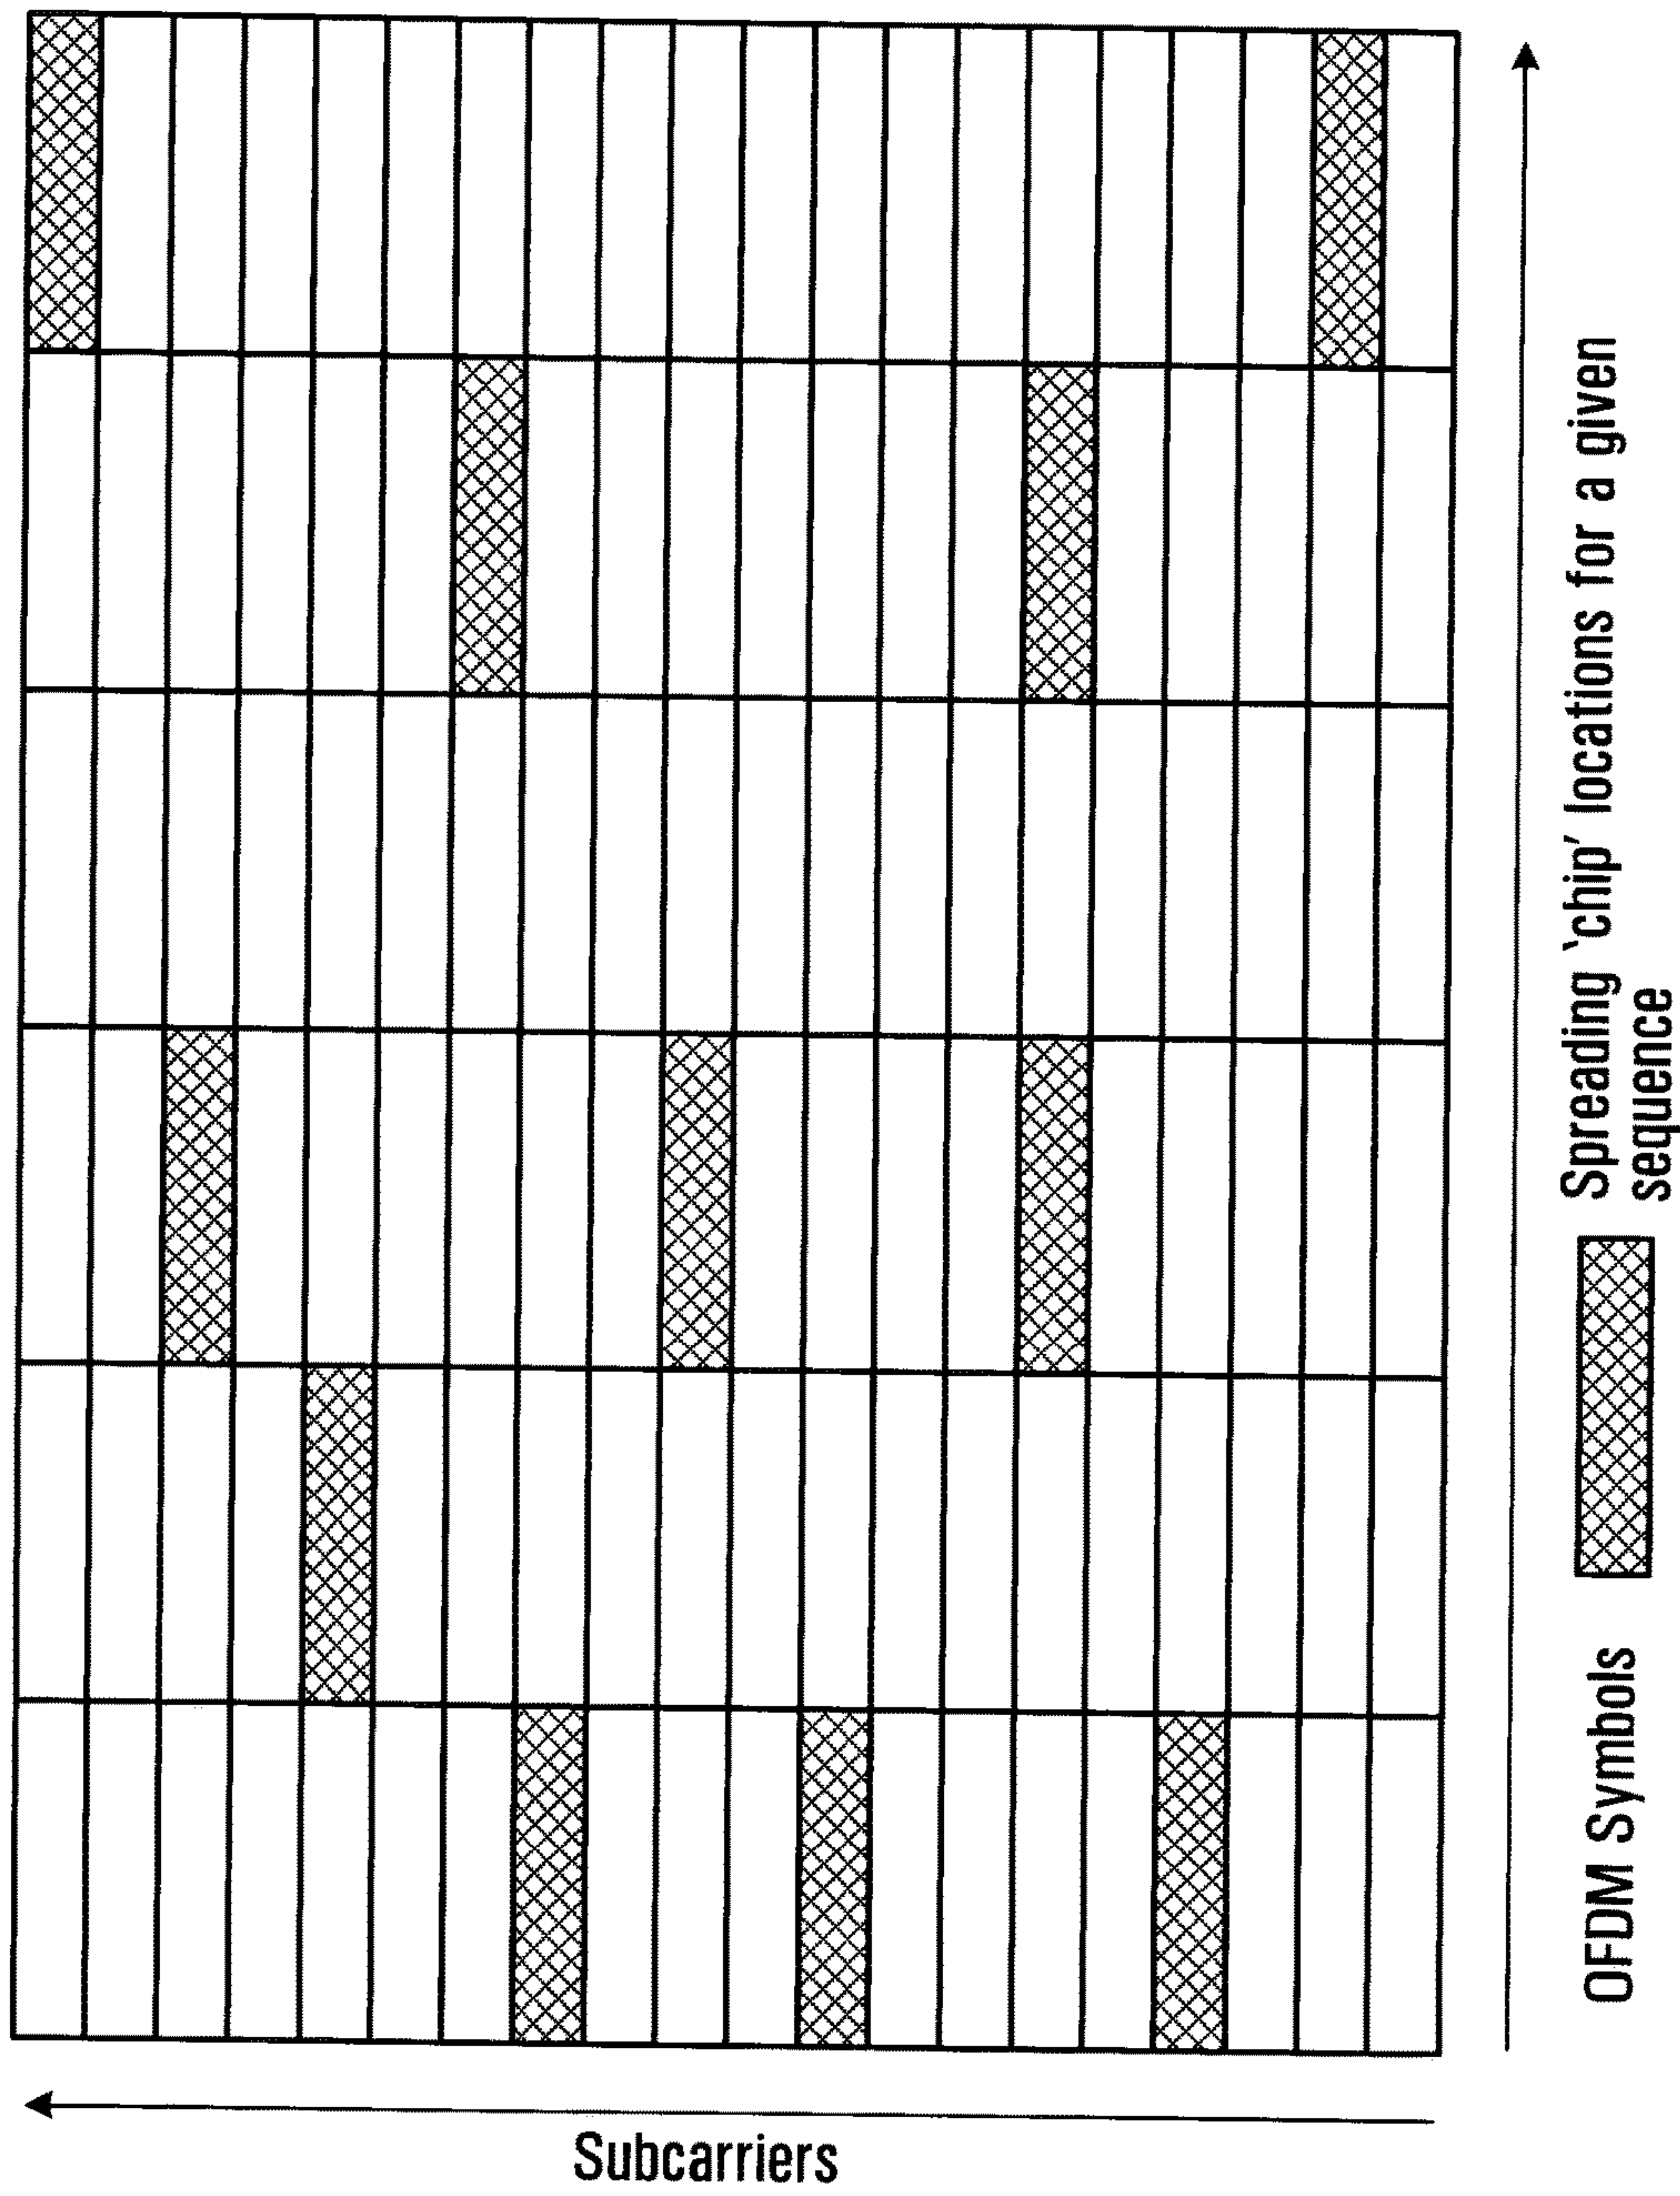 Subcarriers
OFDM Symbols
Spreading 'chip' locations for a given
sequence